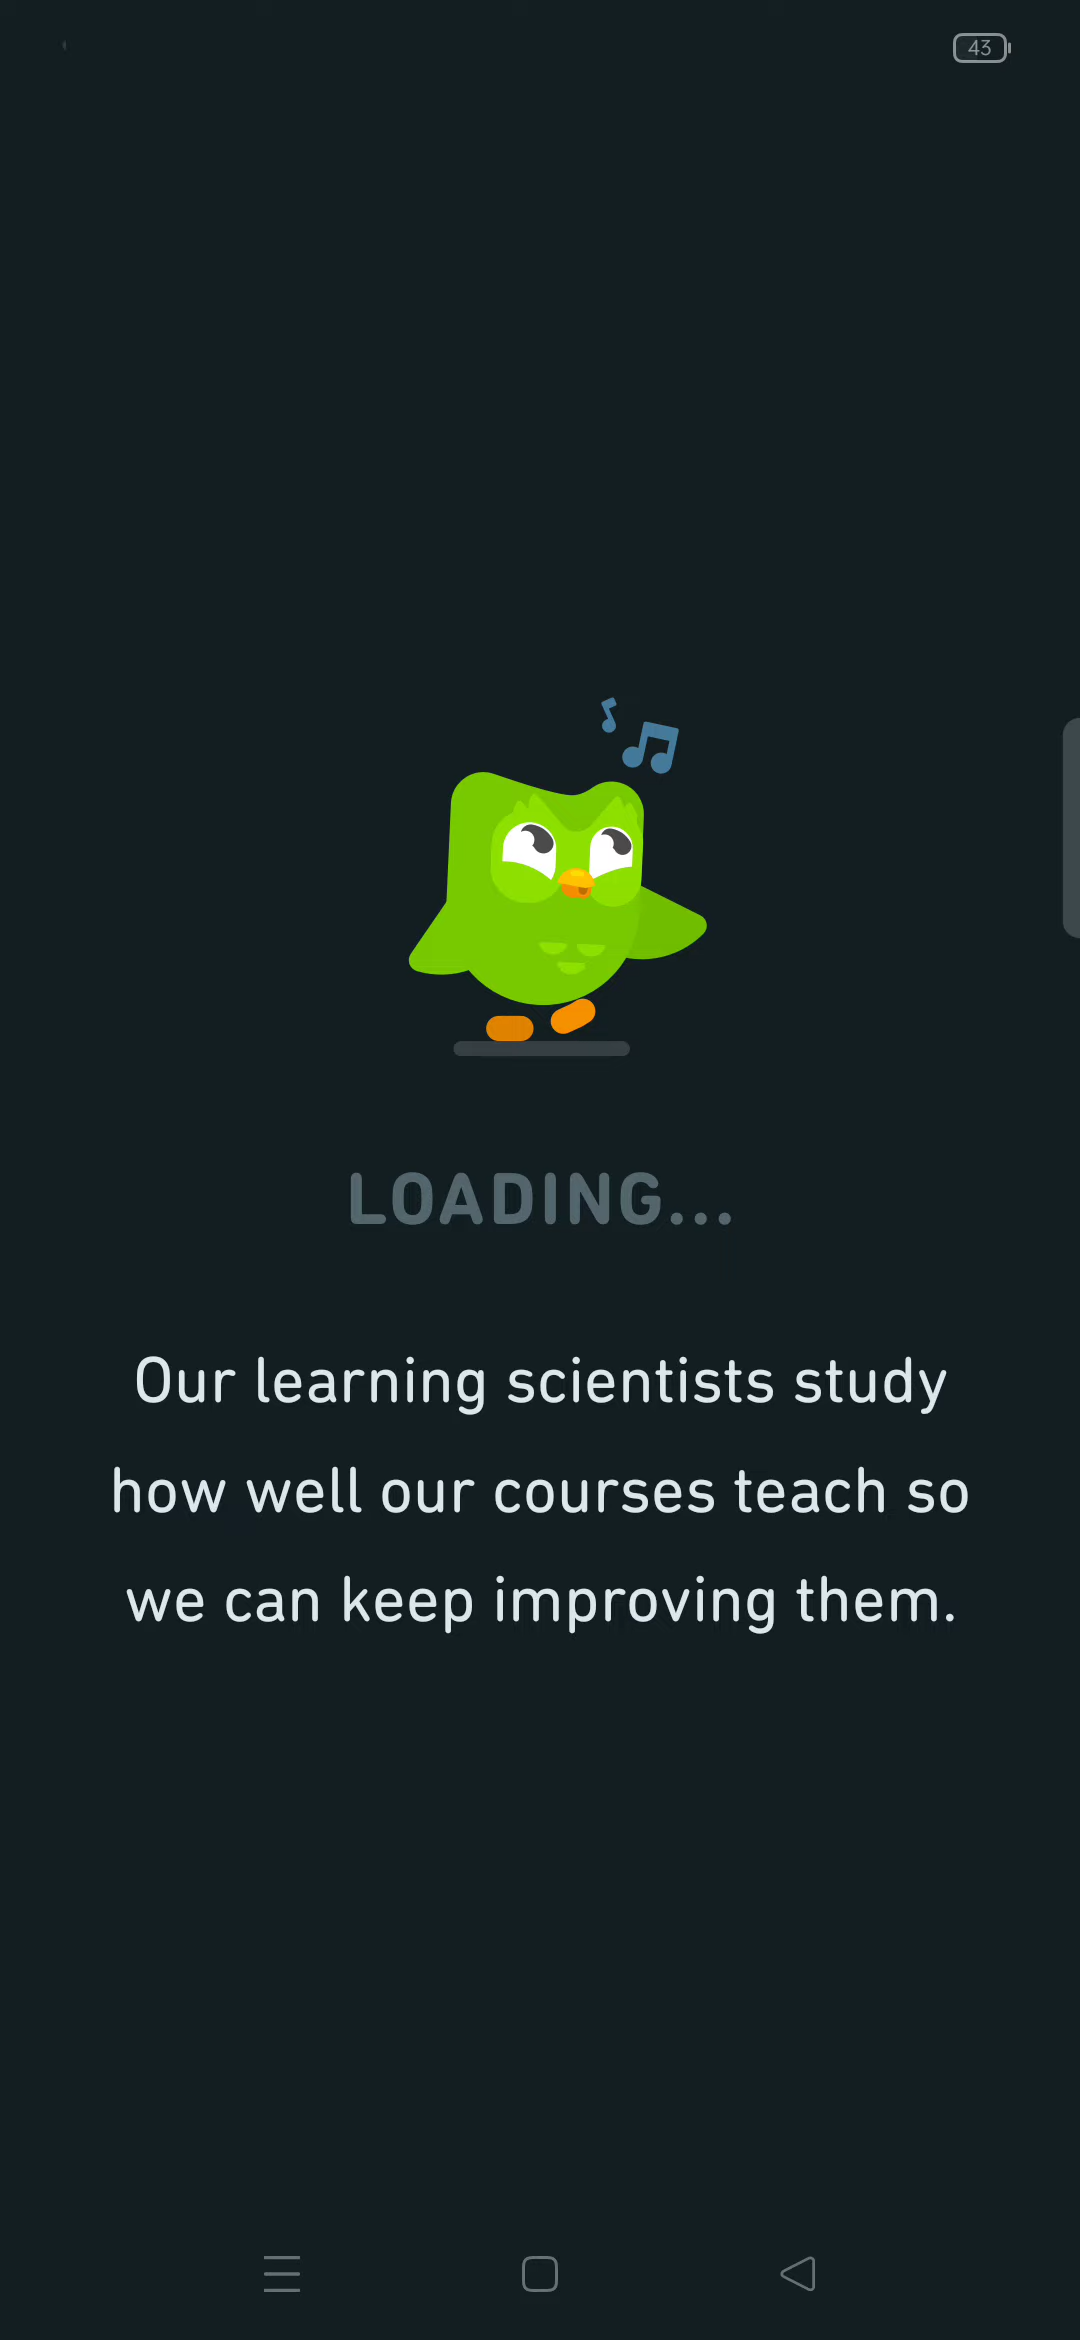 43
LOADING...
Our learning scientists study
how well our courses teach so
we can keep improving them.